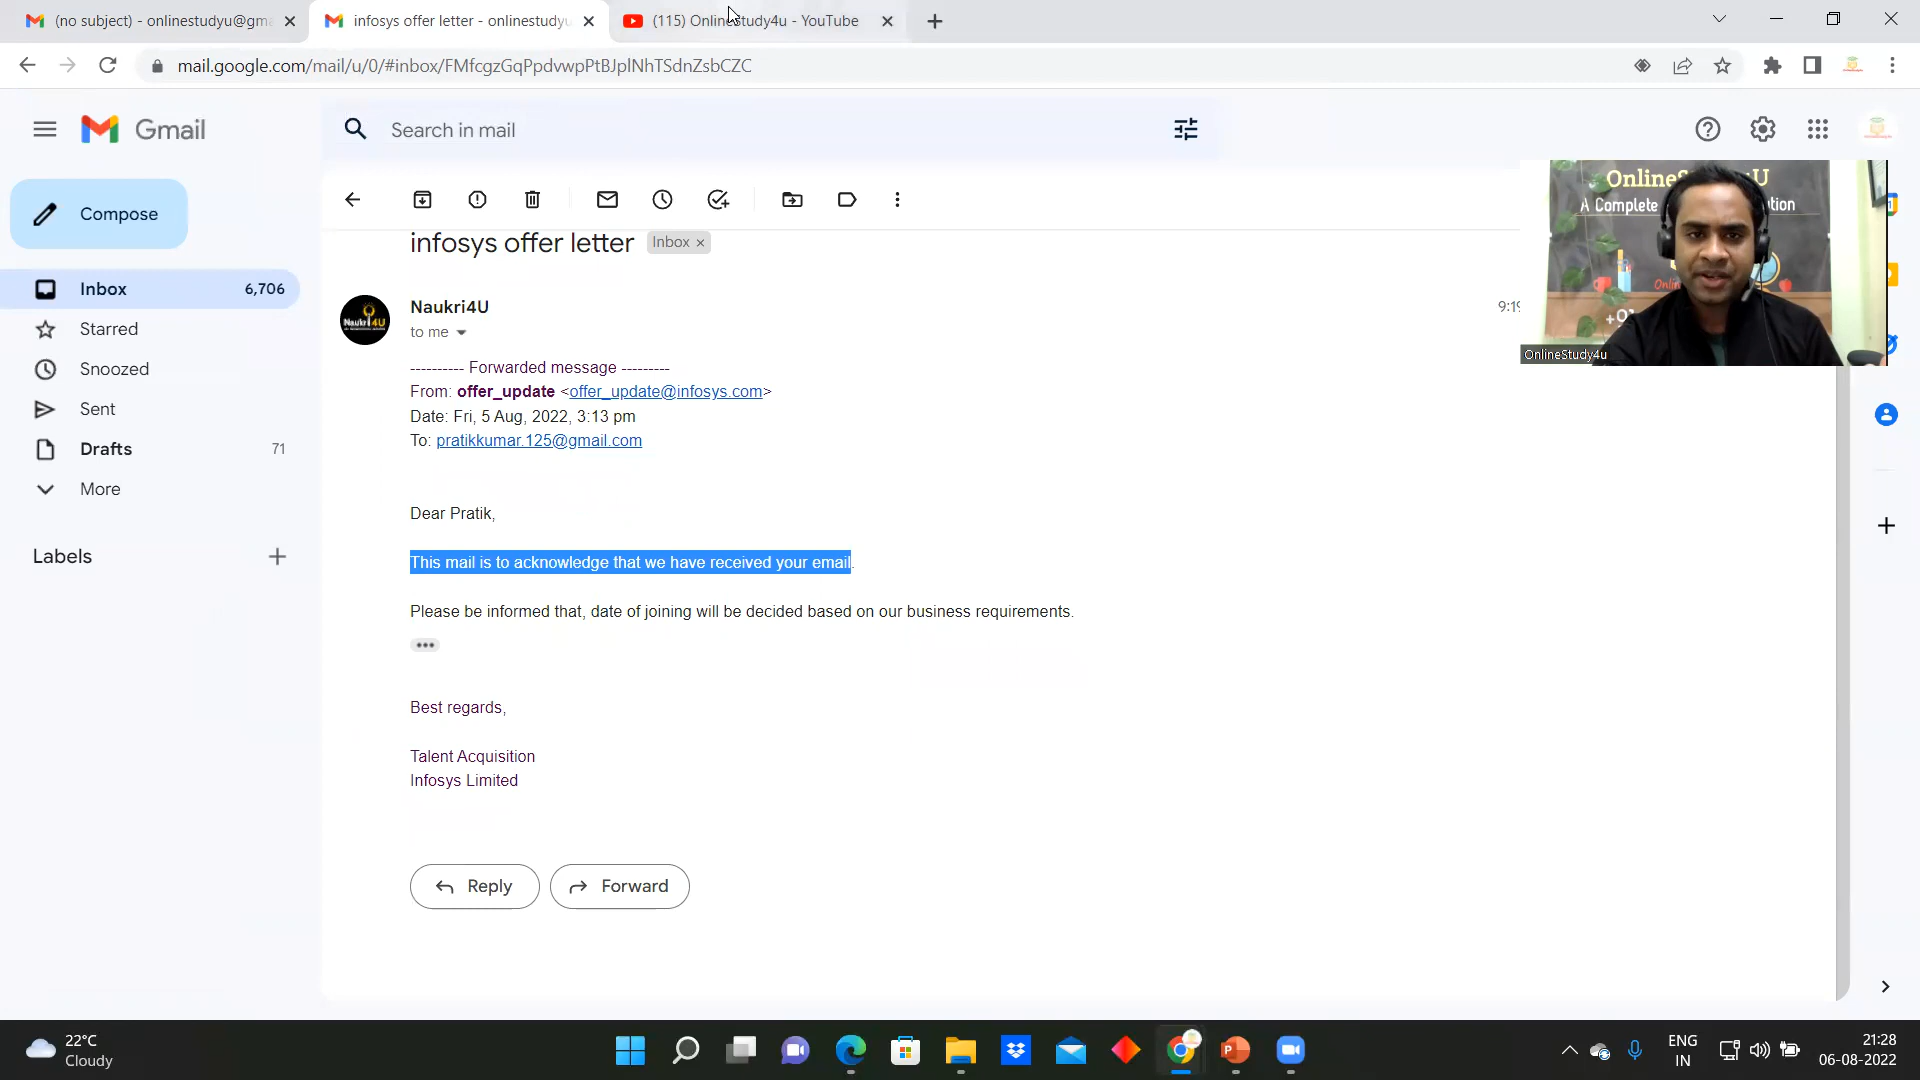 (no subject) - onlinestudyu@gm
infosys offer letter - onlinestudyu
(115) OnlineStudy4u - YouTube
mail.google.com/mail/u/0/#inbox/FMfcgzGqPpdvwpPtBJplNhTSdnZsbCZC
Gmail
Search in mail
Compose
Inbox 6,706
Starred
Snoozed
Sent
Drafts 71
More
Labels
infosys offer letter
Inbox ×
Naukri4U
Naukri4U
to me
9:19
---------- Forwarded message ---------
From: offer_update <offer_update@infosys.com>
Date: Fri, 5 Aug, 2022, 3:13 pm
To: pratikkumar.125@gmail.com
Dear Pratik,
This mail is to acknowledge that we have received your email.
Please be informed that, date of joining will be decided based on our business requirements.
Best regards,
Talent Acquisition
Infosys Limited
Reply
Forward
A Complete
OnlineStudy4u
22°C
Cloudy
ENG
IN
21:28
06-08-2022